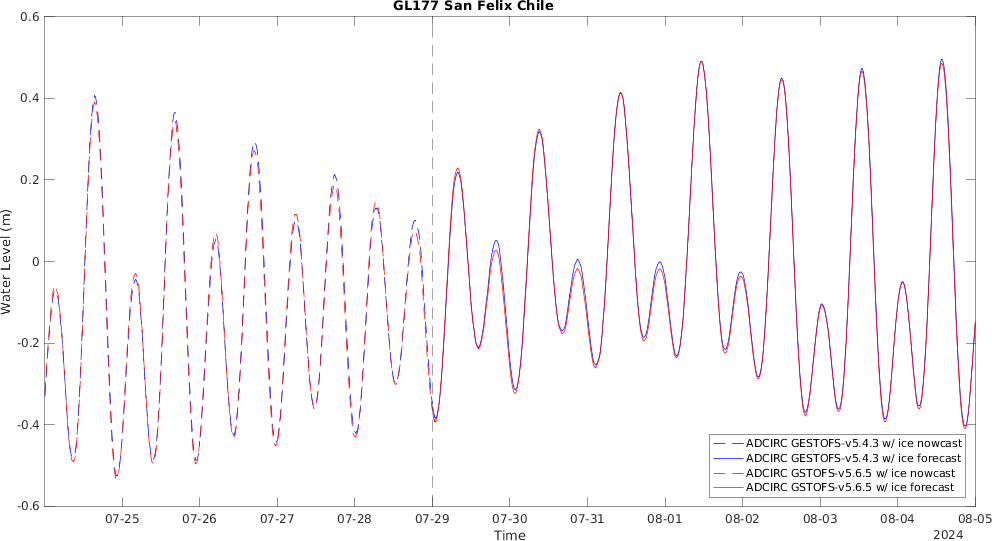 GL177 San Felix Chile
0.6
0.4
0.2
0
-0.2
-0.4
-0.6
Water Level (m)
07-25 07-26 07-27 07-28 07-29 07-30 07-31 08-01 08-02 08-03 08-04 08-05
Time
2024
ADCIRC GESTOFS-v5.4.3 w/ ice nowcast
ADCIRC GESTOFS-v5.4.3 w/ ice forecast
ADCIRC GSTOFS-v5.6.5 w/ ice nowcast
ADCIRC GSTOFS-v5.6.5 w/ ice forecast